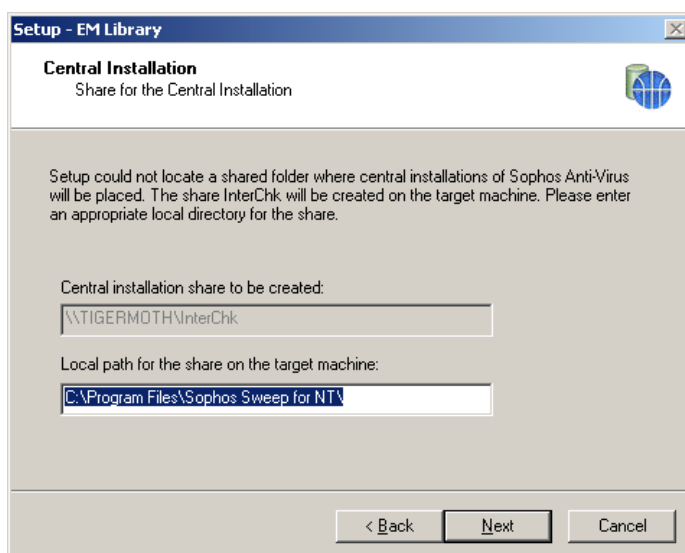 Setup - EM Library
Central Installation
Share for the Central Installation
Setup could not locate a shared folder where central installations of Sophos Anti-Virus
will be placed. The share InterChk will be created on the target machine. Please enter
an appropriate local directory for the share.
Central installation share to be created:
\\TIGERMOTH\InterChk
Local path for the share on the target machine:
C:\Program Files\Sophos Sweep for NT\
< Back Next Cancel